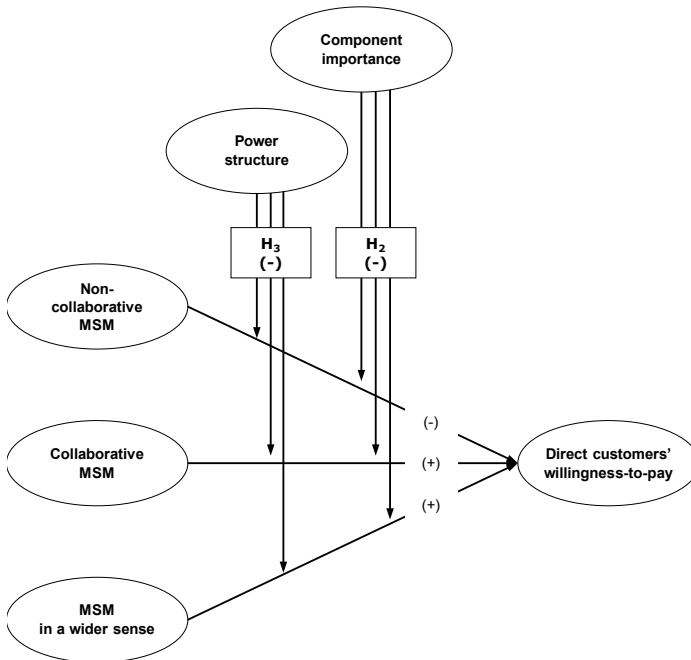 Component
importance
Power
structure
H₃
(-)
H₂
(-)
Non-
collaborative
MSM
(-)
Collaborative
MSM
(+)
Direct customers'
willingness-to-pay
(+)
MSM
in a wider sense